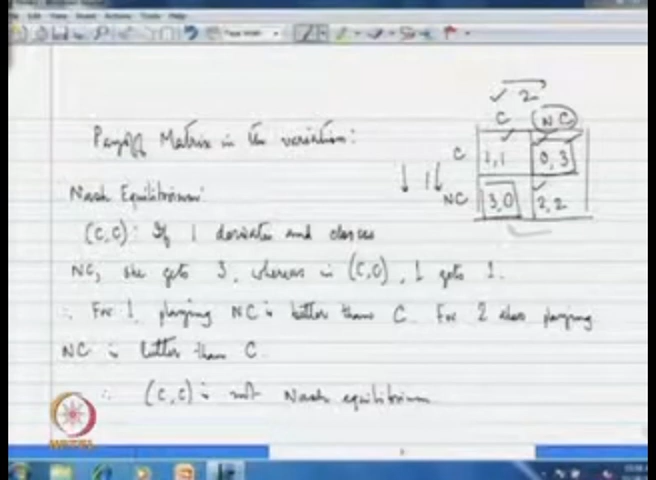 2
C NC
Payoff Matrix in the variation:
C 1,1 0,3
1
NC 3,0 2,2
Nash Equilibrium:
(C,C): If 1 deviates and chooses
NC, she gets 3, whereas in (C,C), 1 gets 1.
∴ For 1 playing NC is better than C. For 2 also playing
NC is better than C.
∴ (C,C) is not Nash equilibrium
NPTEL